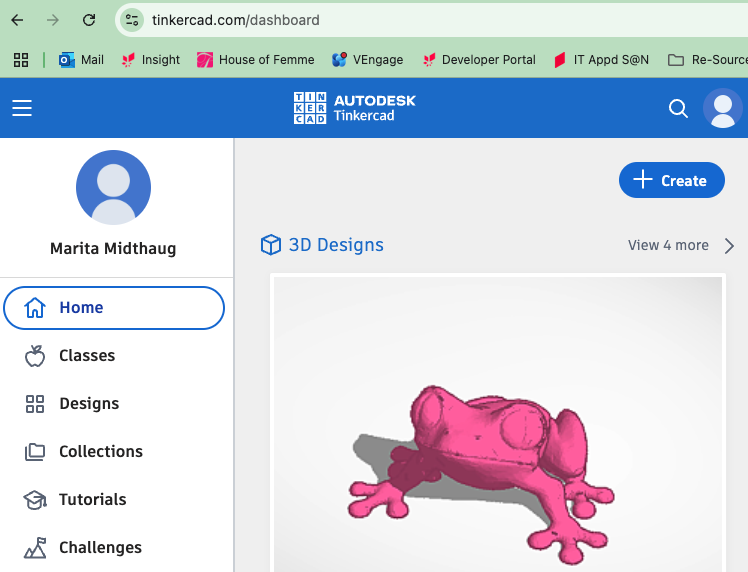 tinkercad.com/dashboard
Mail
Insight
House of Femme
VEngage
Developer Portal
IT Appd S@N
Re-Source
TIN
KER
CAD
AUTODESK
Tinkercad
Create
Marita Midthaug
3D Designs
View 4 more
Home
Classes
Designs
Collections
Tutorials
Challenges